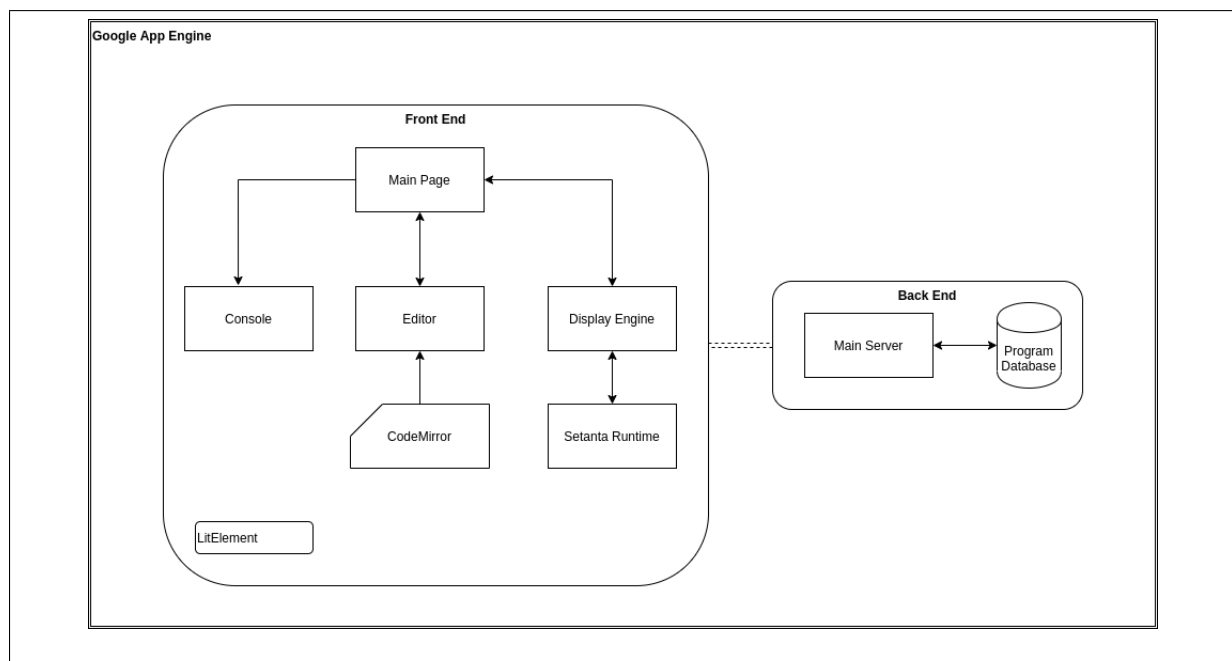 Google App Engine
Front End
Main Page
Console
Editor
Display Engine
CodeMirror
Setanta Runtime
LitElement
Back End
Main Server
Program
Database